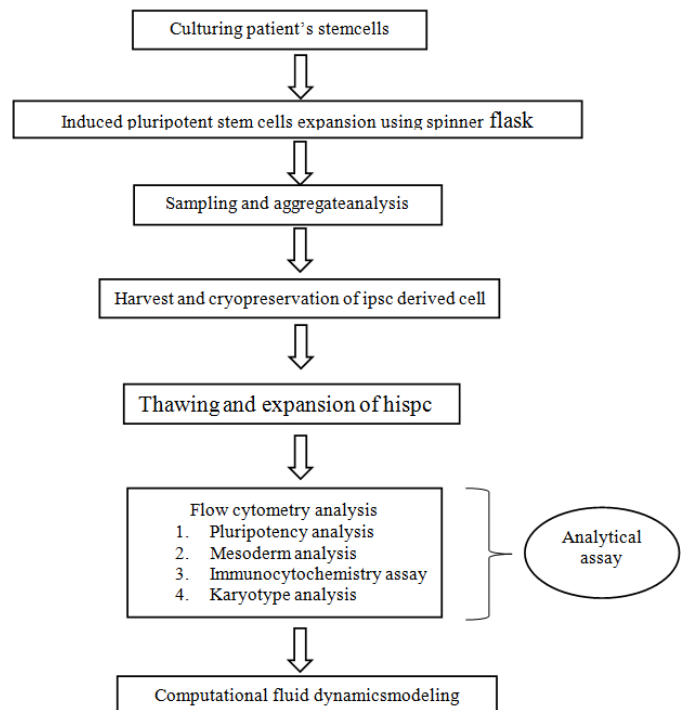 Culturing patient's stemcells
Induced pluripotent stem cells expansion using spinner flask
Sampling and aggregateanalysis
Harvest and cryopreservation of ipsc derived cell
Thawing and expansion of hispc
Flow cytometry analysis
1. Pluripotency analysis
2. Mesoderm analysis
3. Immunocytochemistry assay
4. Karyotype analysis
Analytical
assay
Computational fluid dynamicsmodeling